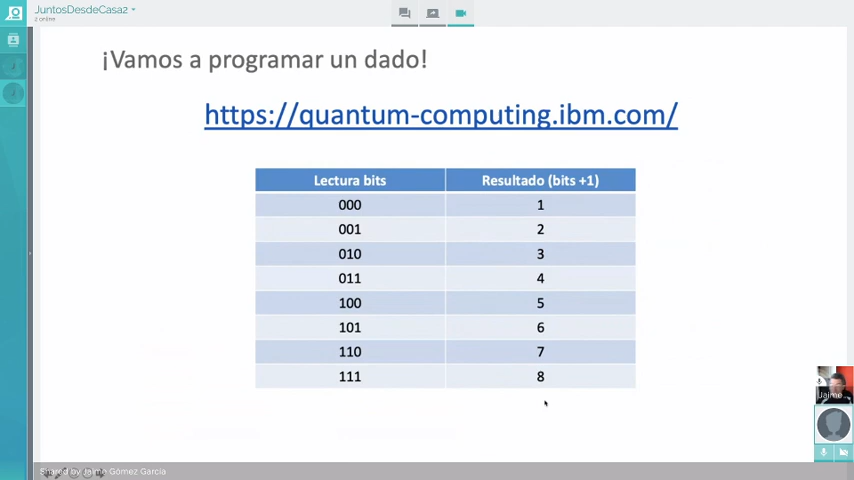 JuntosDesdeCasa2
2 online
¡Vamos a programar un dado!
https://quantum-computing.ibm.com/
Lectura bits Resultado (bits +1)
000 1
001 2
010 3
011 4
100 5
101 6
110 7
111 8
Jaime
Shared by Jaime Gómez García